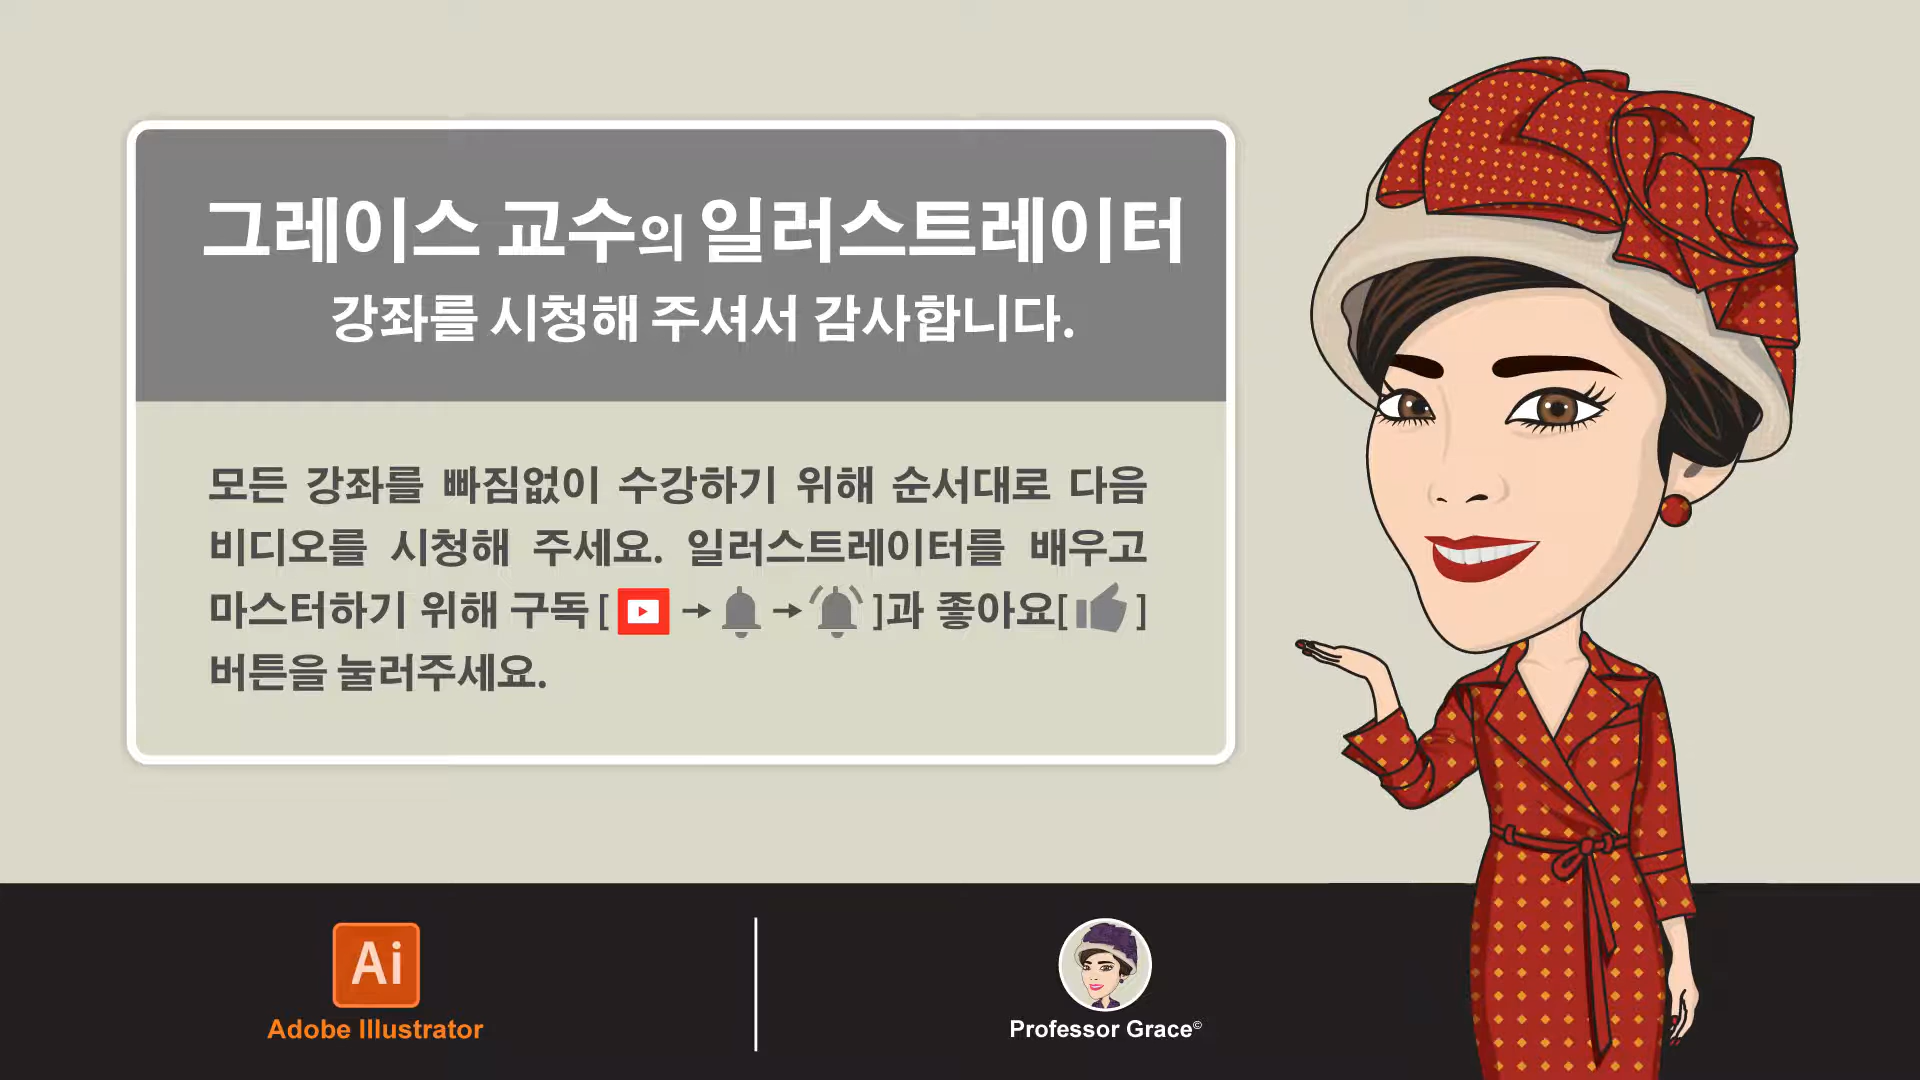 그레이스 교수의 일러스트레이터
강좌를 시청해 주셔서 감사합니다.
모든 강좌를 빠짐없이 수강하기 위해 순서대로 다음
비디오를 시청해 주세요. 일러스트레이터를 배우고
마스터하기 위해 구독[ → → ]과 좋아요[ ]
버튼을 눌러주세요.
Ai
Adobe Illustrator
Professor Grace©